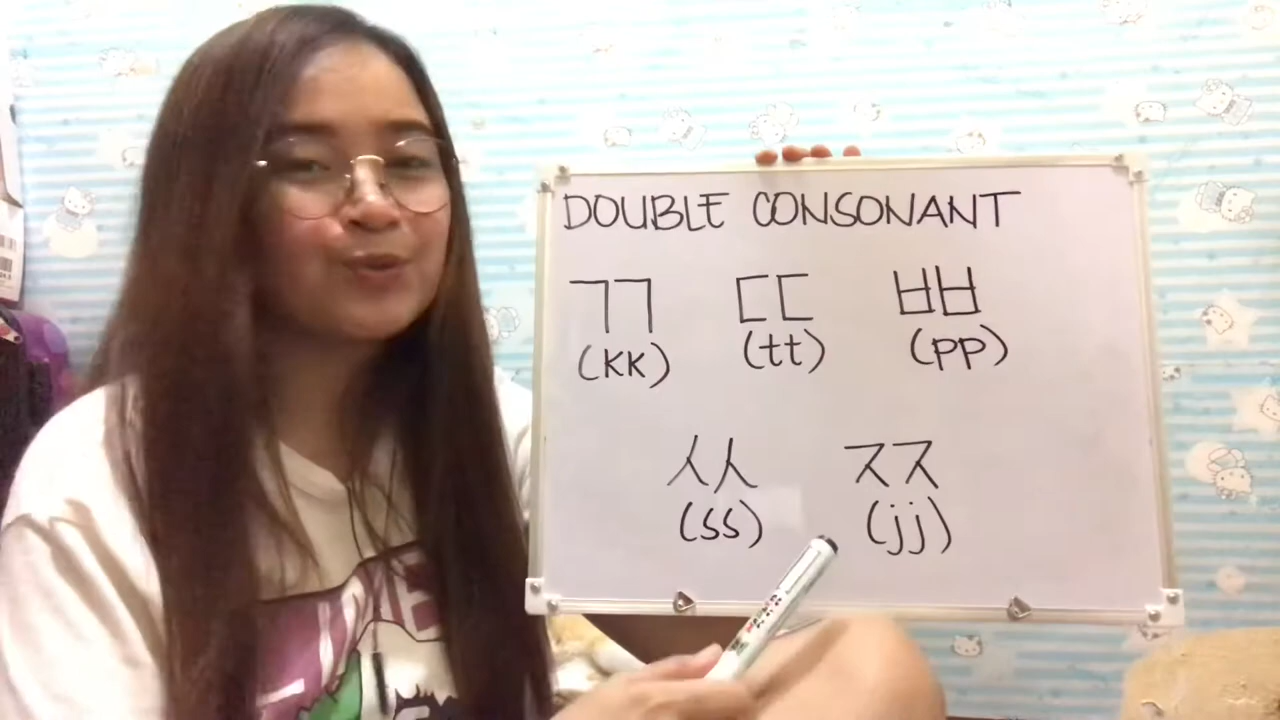 DOUBLE CONSONANT
ㄲ ㄸ ㅃ
(kk) (tt) (pp)
ㅆ ㅉ
(ss) (jj)